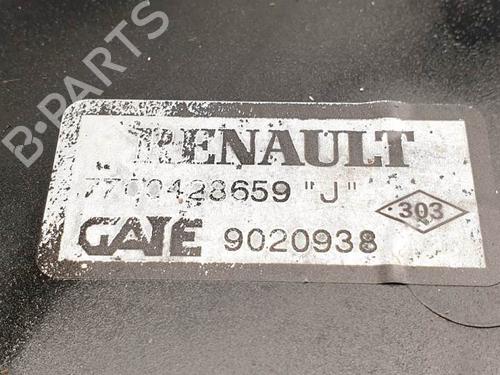 B-PARTS
RENAULT
7700428659 "J"
303
GATE 9020938